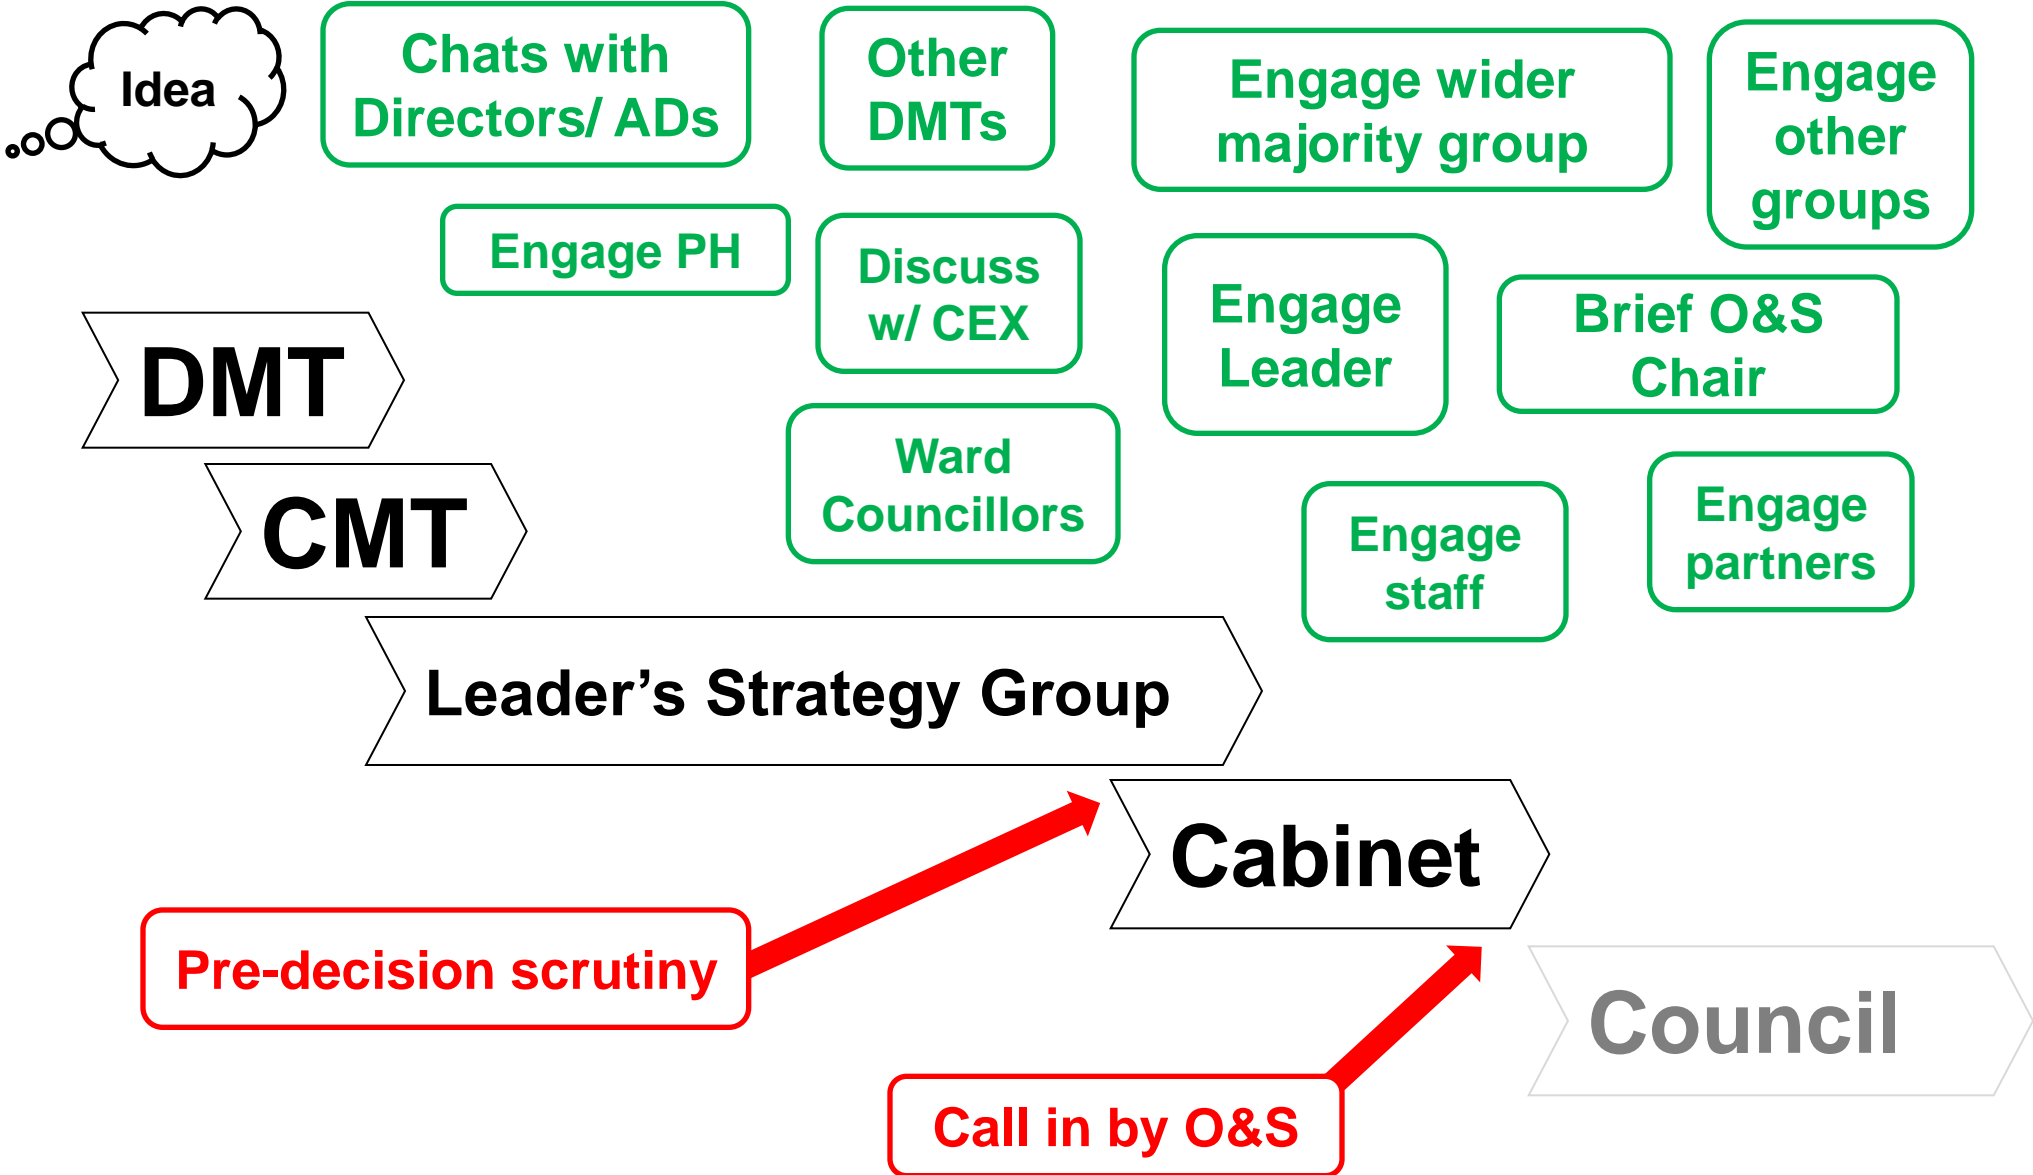 Idea
Chats with
Directors/ ADs
Other
DMTs
Engage wider
majority group
Engage
other
groups
Engage PH
Discuss
w/ CEX
Engage
Leader
Brief O&S
Chair
DMT
Ward
Councillors
Engage
staff
Engage
partners
CMT
Leader’s Strategy Group
Cabinet
Pre-decision scrutiny
Council
Call in by O&S